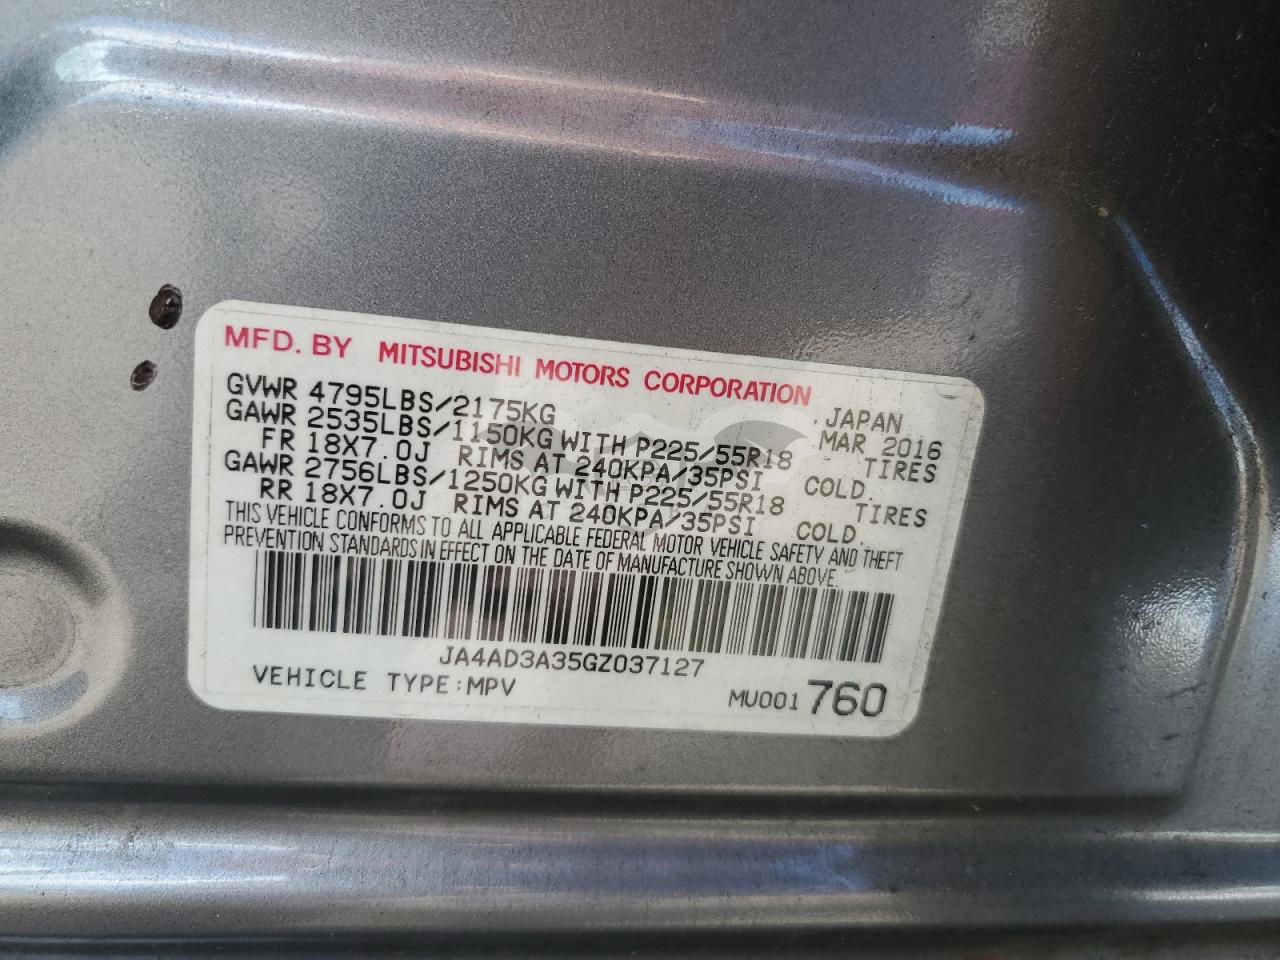 MFD. BY MITSUBISHI MOTORS CORPORATION
GVWR 4795LBS/2175KG JAPAN
GAWR 2535LBS/1150KG WITH P225/55R18 MAR 2016
FR 18X7.0J RIMS AT 240KPA/35PSI TIRES
COLD.
GAWR 2756LBS/1250KG WITH P225/55R18 TIRES
RR 18X7.0J RIMS AT 240KPA/35PSI COLD.
THIS VEHICLE CONFORMS TO ALL APPLICABLE FEDERAL MOTOR VEHICLE SAFETY AND THEFT
PREVENTION STANDARDS IN EFFECT ON THE DATE OF MANUFACTURE SHOWN ABOVE.
JA4AD3A35GZ037127
VEHICLE TYPE:MPV MU001 760